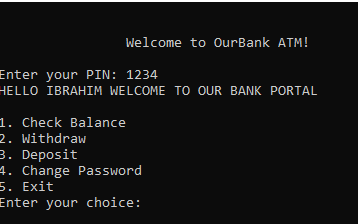 Welcome to OurBank ATM!
Enter your PIN: 1234
HELLO IBRAHIM WELCOME TO OUR BANK PORTAL
1. Check Balance
2. Withdraw
3. Deposit
4. Change Password
5. Exit
Enter your choice: